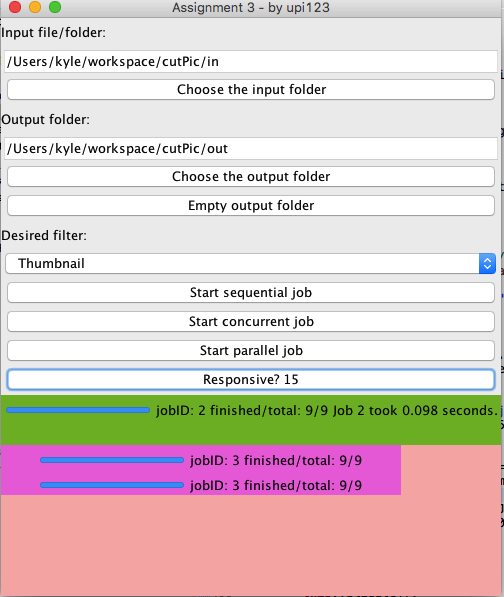 Assignment 3 - by upi123
Input file/folder:
/Users/kyle/workspace/cutPic/in
Choose the input folder
Output folder:
/Users/kyle/workspace/cutPic/out
Choose the output folder
Empty output folder
Desired filter:
Thumbnail
Start sequential job
Start concurrent job
Start parallel job
Responsive? 15
jobID: 2 finished/total: 9/9 Job 2 took 0.098 seconds.
jobID: 3 finished/total: 9/9
jobID: 3 finished/total: 9/9